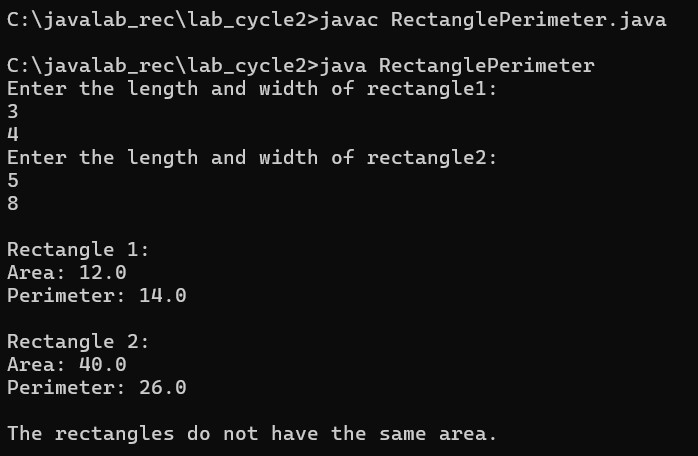 C:\javalab_rec\lab_cycle2>javac RectanglePerimeter.java
C:\javalab_rec\lab_cycle2>java RectanglePerimeter
Enter the length and width of rectangle1:
3
4
Enter the length and width of rectangle2:
5
8
Rectangle 1:
Area: 12.0
Perimeter: 14.0
Rectangle 2:
Area: 40.0
Perimeter: 26.0
The rectangles do not have the same area.